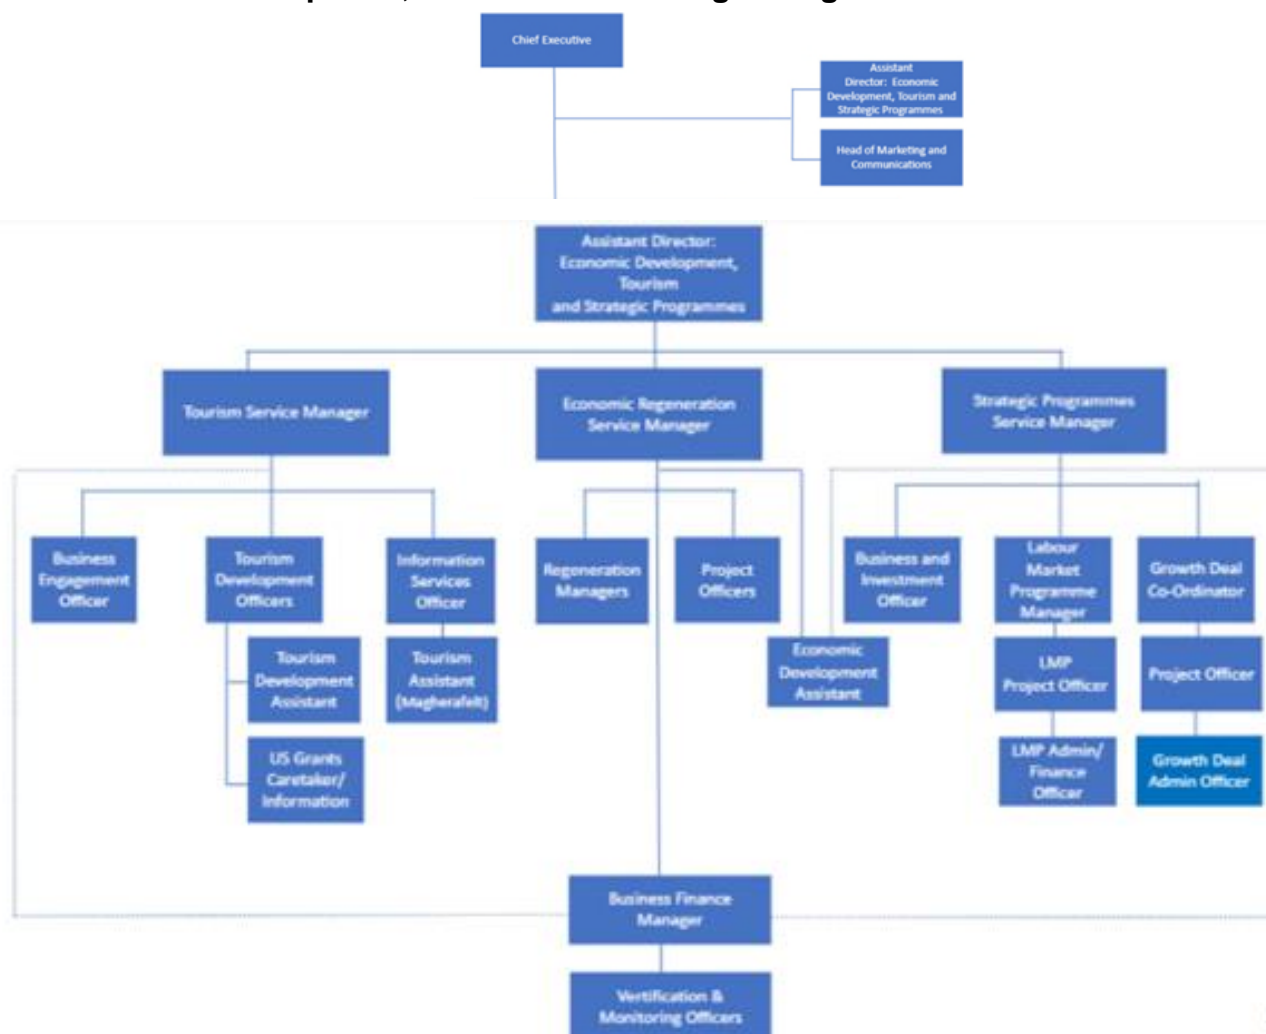 Chief Executive
Assistant
Director: Economic
Development, Tourism and
Strategic Programmes
Head of Marketing and
Communications
Assistant Director:
Economic Development,
Tourism
and Strategic Programmes
Tourism Service Manager
Economic Regeneration
Service Manager
Strategic Programmes
Service Manager
Business
Engagement
Officer
Tourism
Development
Officers
Information
Services
Officer
Regeneration
Managers
Project
Officers
Business and
Investment
Officer
Labour
Market
Programme
Manager
Growth Deal
Co-Ordinator
Tourism
Development
Assistant
Tourism
Assistant
(Magherafelt)
Economic
Development
Assistant
LMP
Project Officer
Project Officer
US Grants
Caretaker/
Information
LMP Admin/
Finance
Officer
Growth Deal
Admin Officer
Business Finance
Manager
Vertification &
Monitoring Officers